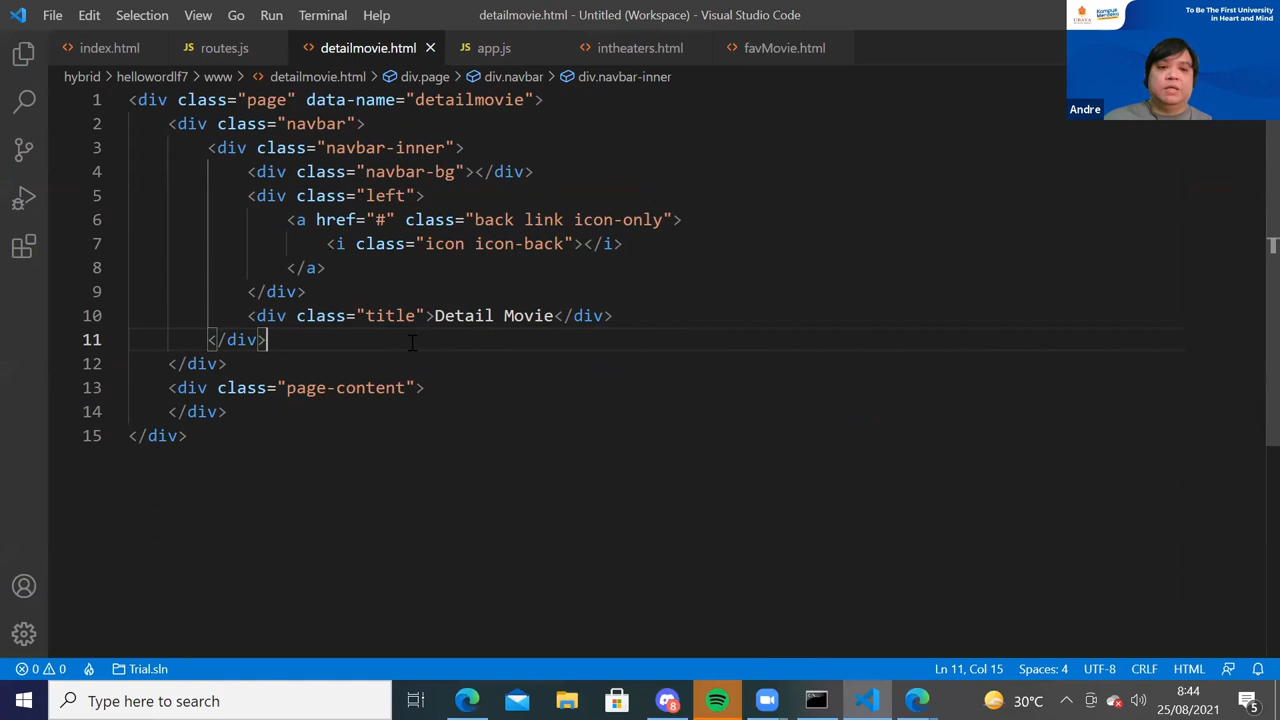 File Edit Selection View Go Run Terminal Help
detailmovie.html - Untitled (Workspace) - Visual Studio Code
UBAYA
Kampus Merdeka
To Be The First University
in Heart and Mind
Andre
index.html
routes.js
detailmovie.html
app.js
intheaters.html
favMovie.html
hybrid > hellowordlf7 > www > detailmovie.html > div.page > div.navbar > div.navbar-inner
1 <div class="page" data-name="detailmovie">
2 <div class="navbar">
3 <div class="navbar-inner">
4 <div class="navbar-bg"></div>
5 <div class="left">
6 <a href="#" class="back link icon-only">
7 <i class="icon icon-back"></i>
8 </a>
9 </div>
10 <div class="title">Detail Movie</div>
11 </div>
12 </div>
13 <div class="page-content">
14 </div>
15 </div>
0 0 Trial.sln
Ln 11, Col 15 Spaces: 4 UTF-8 CRLF HTML
Type here to search
8
30°C
8:44
25/08/2021
5